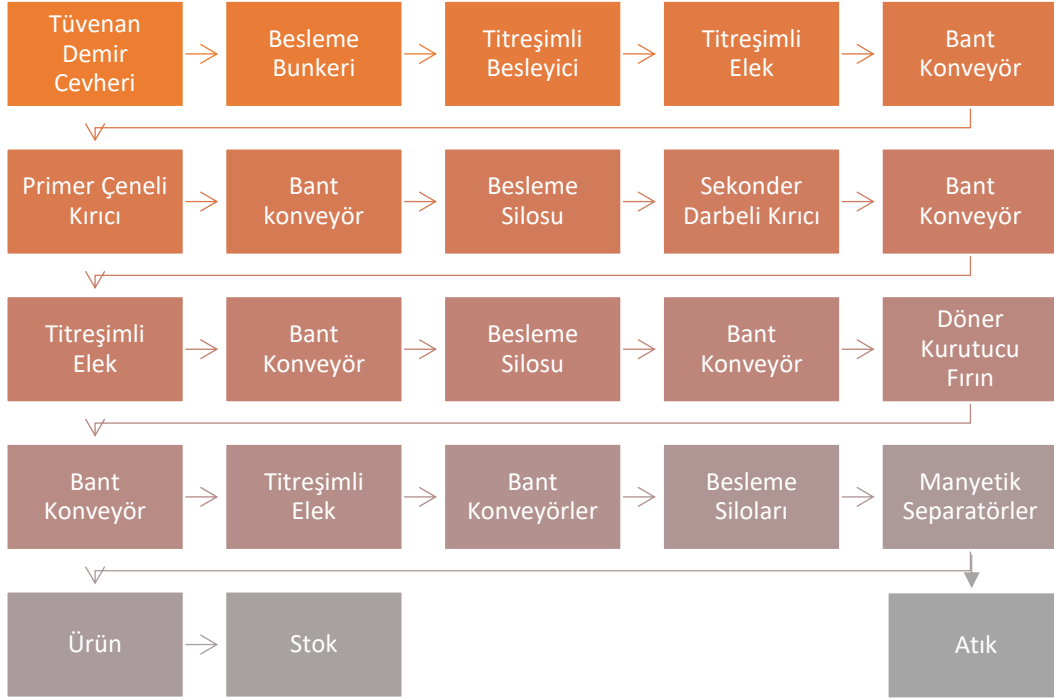 Tüvenan
Demir
Cevheri
Besleme
Bunkeri
Titreşimli
Besleyici
Titreşimli
Elek
Bant
Konveyör
Primer Çeneli
Kırıcı
Bant
konveyör
Besleme
Silosu
Sekonder
Darbeli Kırıcı
Bant
Konveyör
Titreşimli
Elek
Bant
Konveyör
Besleme
Silosu
Bant
Konveyör
Döner
Kurutucu
Fırın
Bant
Konveyör
Titreşimli
Elek
Bant
Konveyörler
Besleme
Siloları
Manyetik
Separatörler
Ürün
Stok
Atık